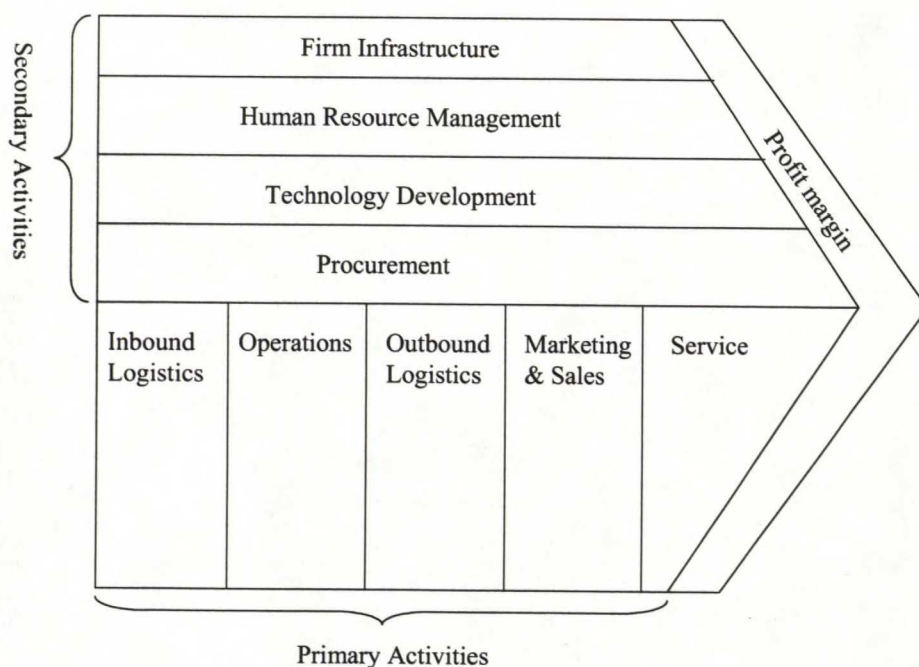 Secondary Activities
Firm Infrastructure
Human Resource Management
Technology Development
Procurement
Profit margin
Inbound
Logistics
Operations
Outbound
Logistics
Marketing
& Sales
Service
Primary Activities